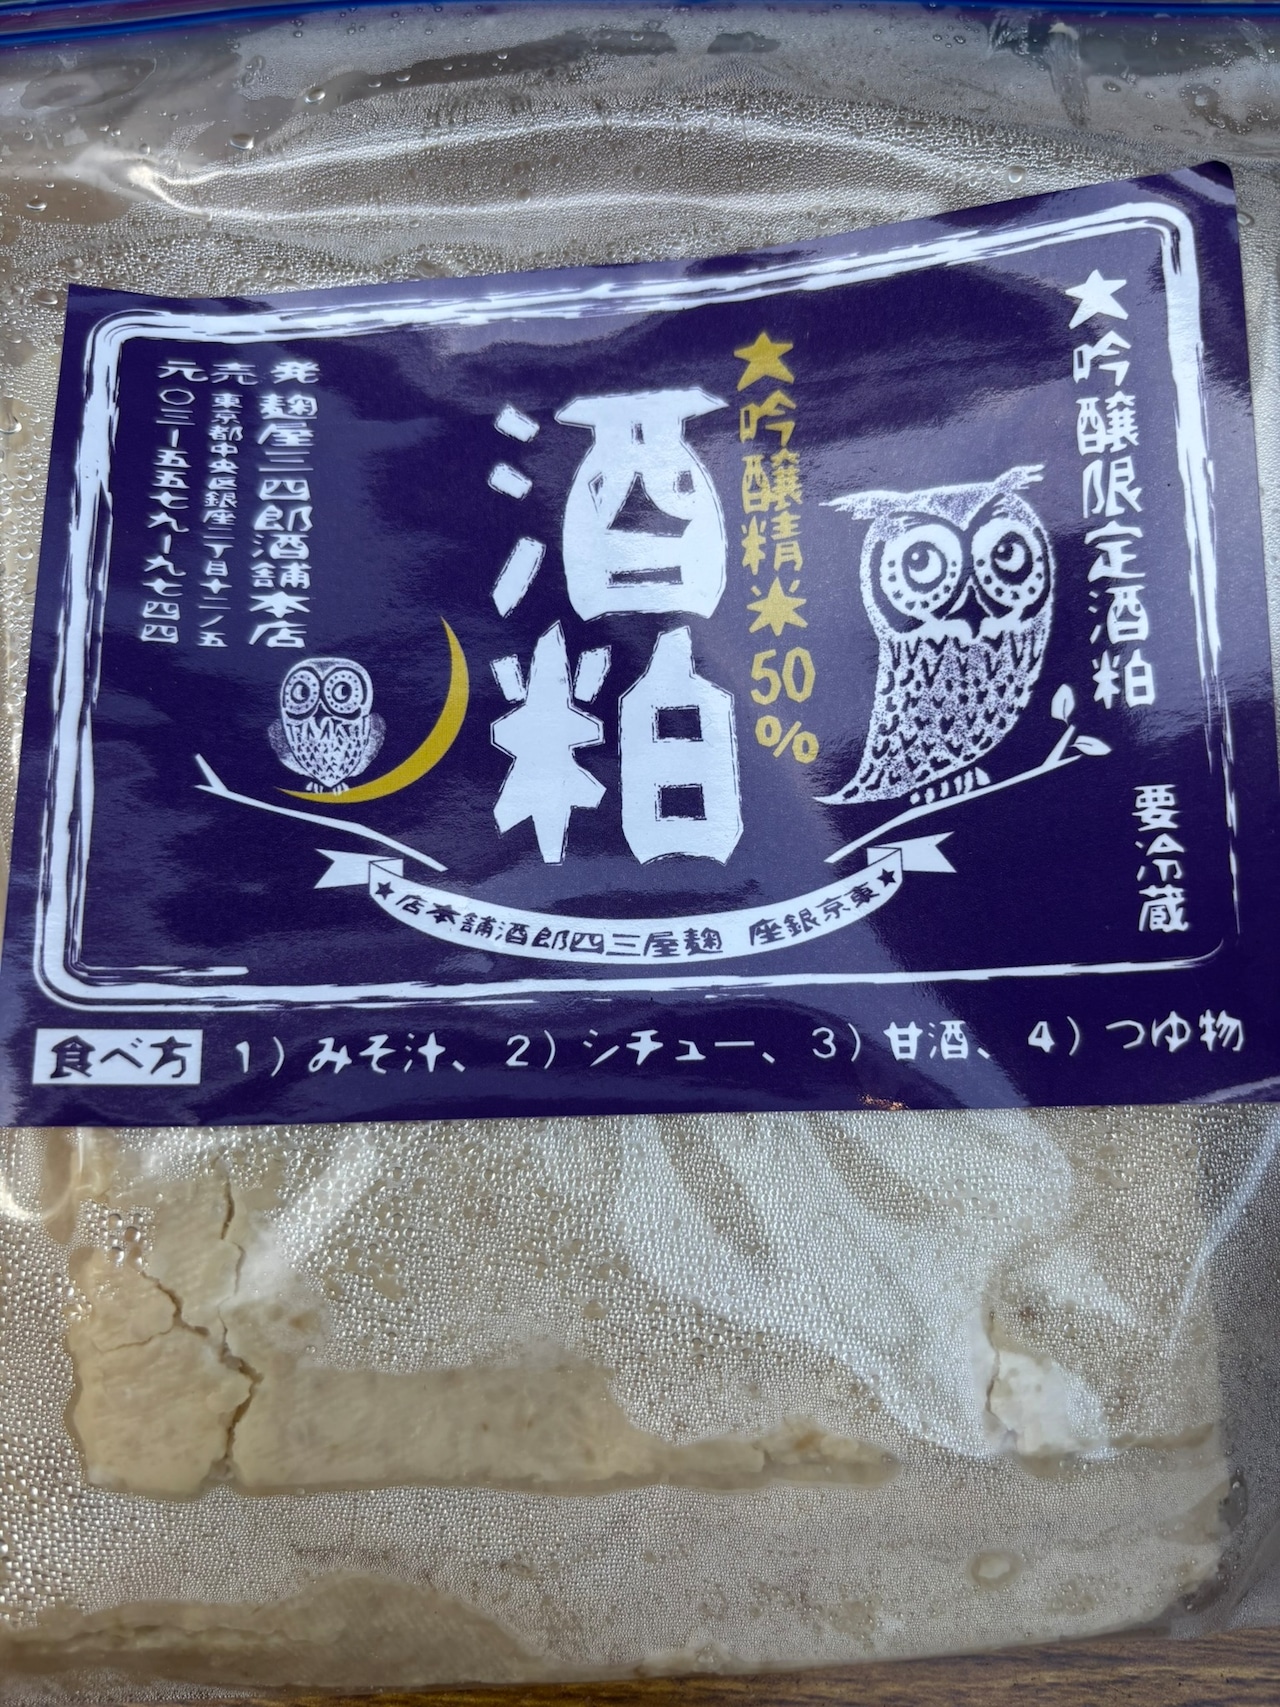 ★吟醸限定酒粕
要冷蔵
★吟醸精米50%
酒粕
発売元
麹屋三四郎酒舗本店
東京都中央区銀座二丁目十二ノ五
〇三ー五五七九ー九七四四
★東京銀座 麹屋三四郎酒舗本店★
食べ方 1)みそ汁、2)シチュー、3)甘酒、4)つゆ物